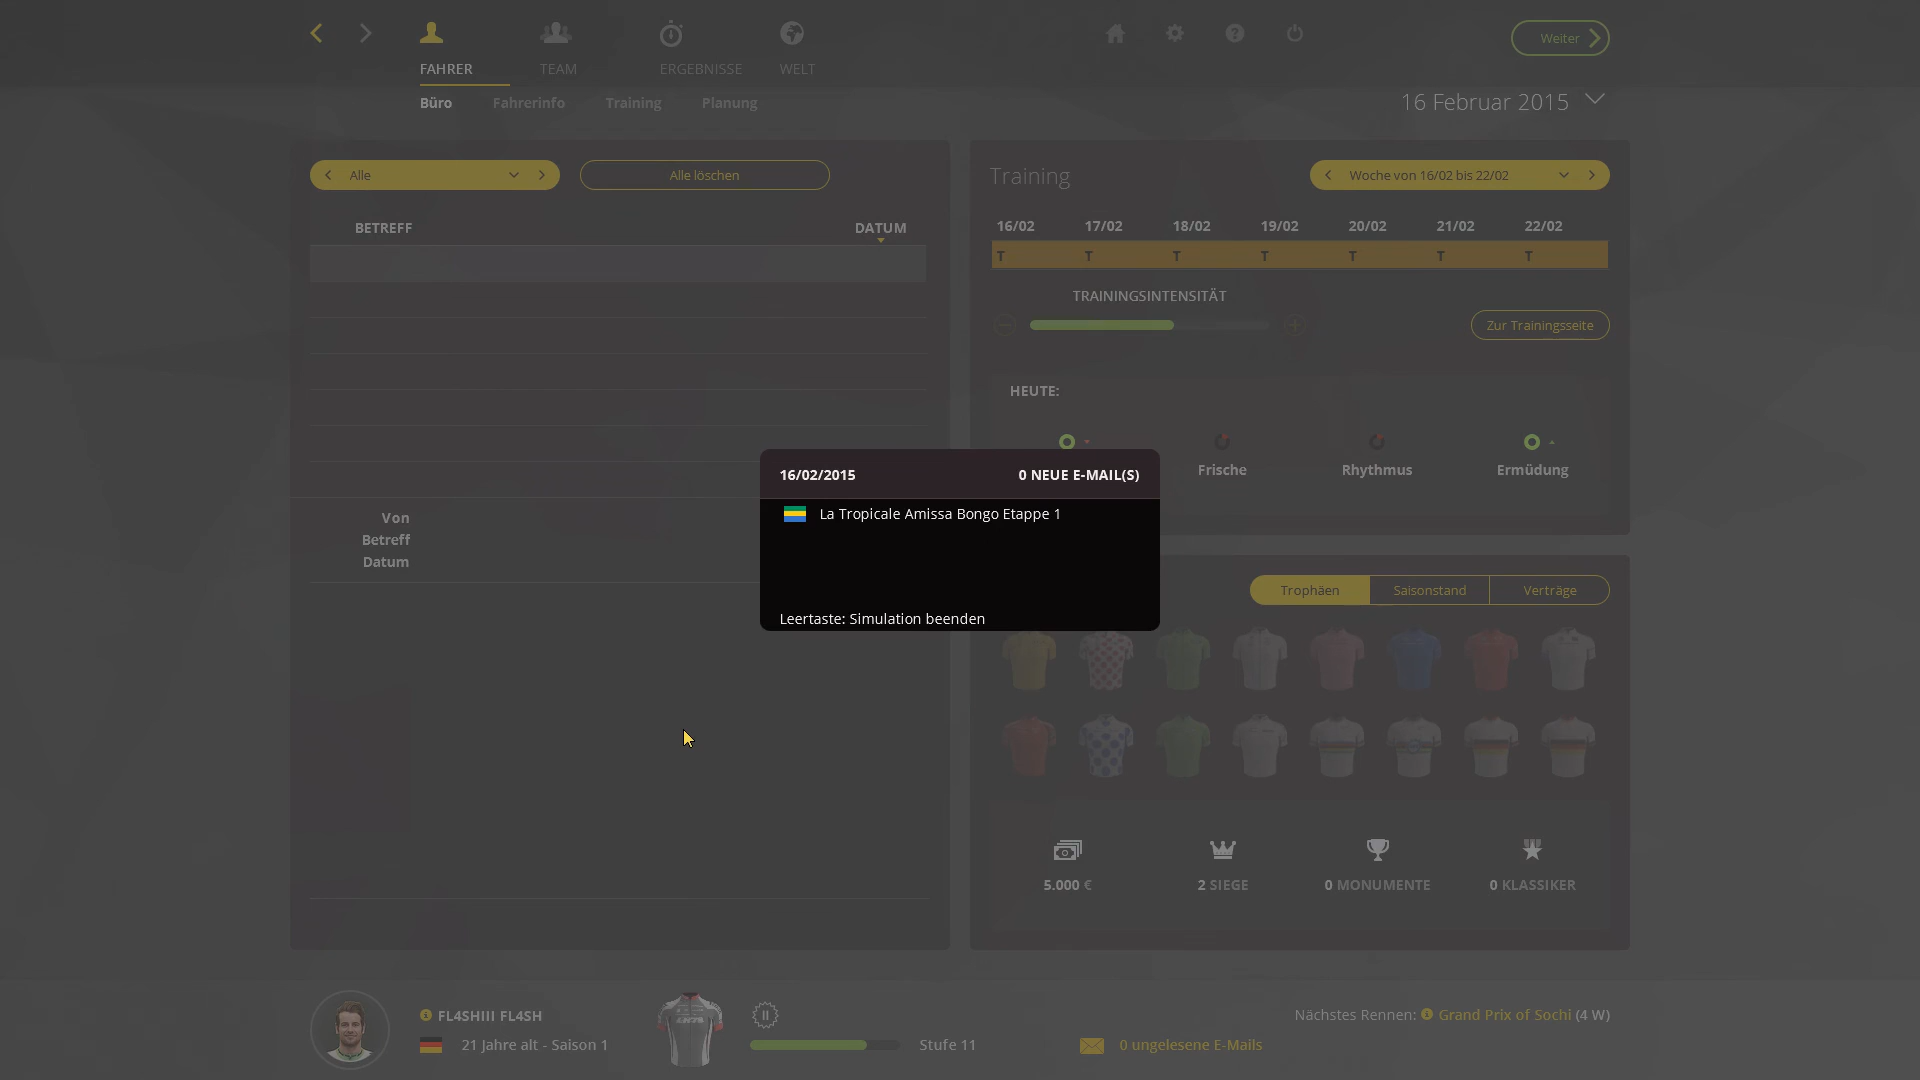 Weiter
FAHRER TEAM ERGEBNISSE WELT
Büro Fahrerinfo Training Planung
16 Februar 2015
Alle Alle löschen
BETREFF DATUM
Von
Betreff
Datum
Training Woche von 16/02 bis 22/02
16/02 17/02 18/02 19/02 20/02 21/02 22/02
T T T T T T T
TRAININGSINTENSITÄT
Zur Trainingsseite
HEUTE:
Frische Rhythmus Ermüdung
16/02/2015 0 NEUE E-MAIL(S)
La Tropicale Amissa Bongo Etappe 1
Leertaste: Simulation beenden
Trophäen Saisonstand Verträge
5.000 € 2 SIEGE 0 MONUMENTE 0 KLASSIKER
FL4SHIII FL4SH
21 Jahre alt - Saison 1
Stufe 11
Nächstes Rennen: Grand Prix of Sochi (4 W)
0 ungelesene E-Mails